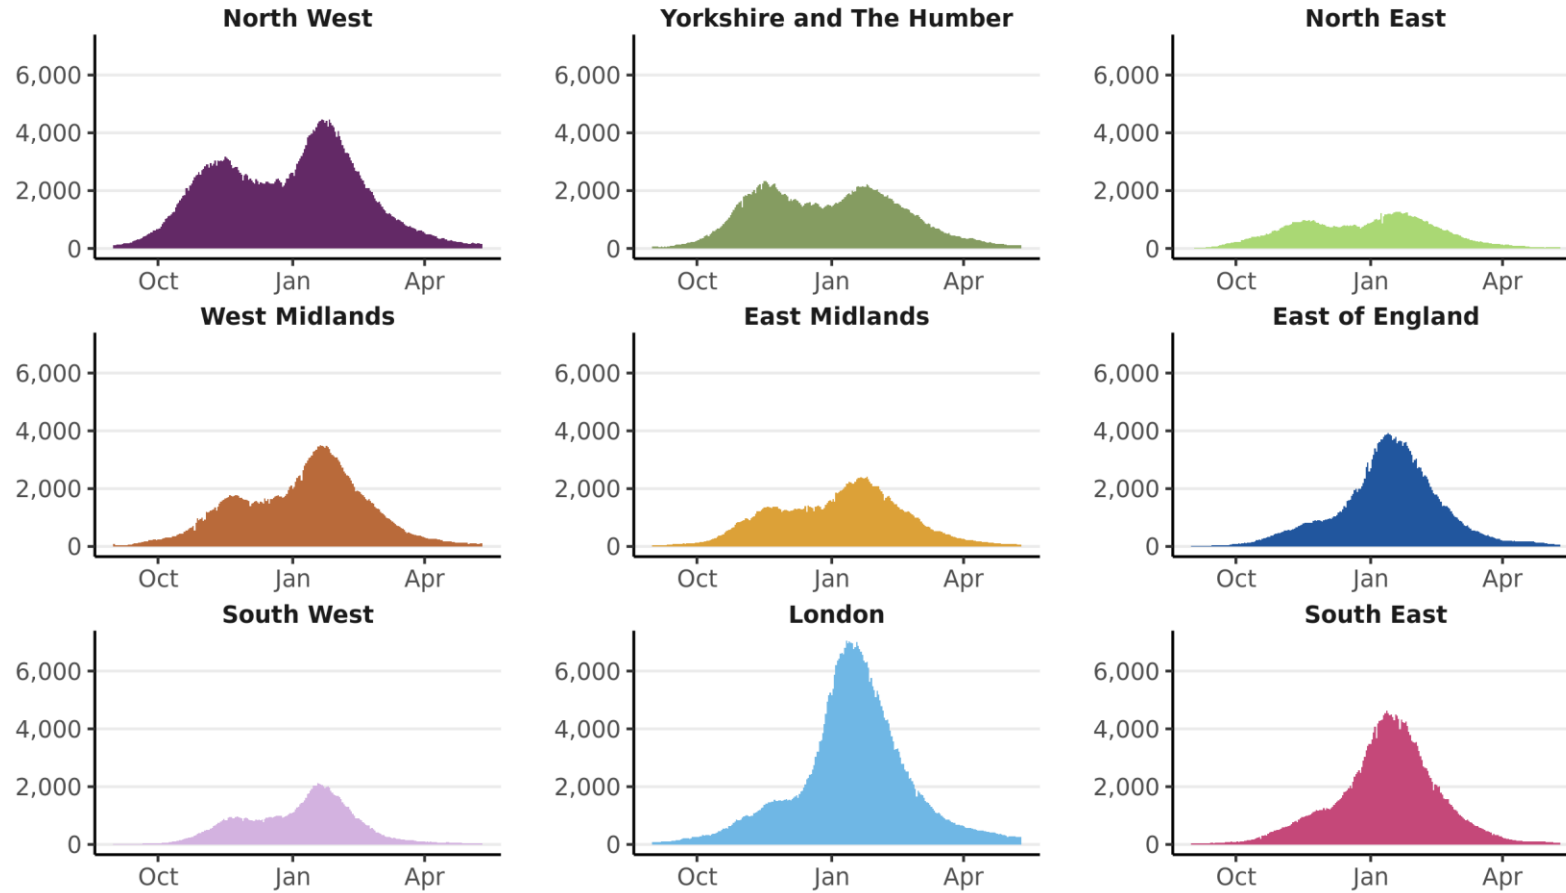 North West Yorkshire and The Humber North East
6,000 6,000 6,000
4,000 4,000 4,000
2,000 2,000 2,000
0 0 0
Oct Jan Apr Oct Jan Apr Oct Jan Apr
West Midlands East Midlands East of England
6,000 6,000 6,000
4,000 4,000 4,000
2,000 2,000 2,000
0 0 0
Oct Jan Apr Oct Jan Apr Oct Jan Apr
South West London South East
6,000 6,000 6,000
4,000 4,000 4,000
2,000 2,000 2,000
0 0 0
Oct Jan Apr Oct Jan Apr Oct Jan Apr